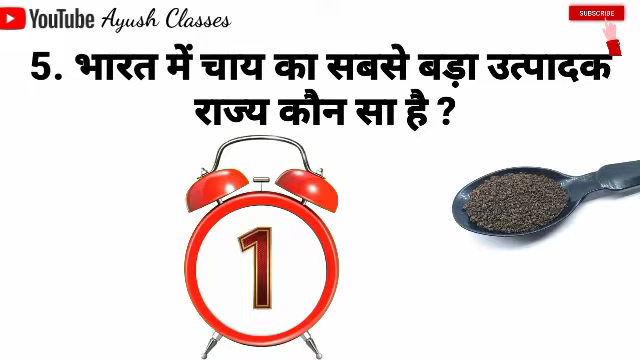 YouTube Ayush Classes
SUBSCRIBE
5. भारत में चाय का सबसे बड़ा उत्पादक
राज्य कौन सा है ?
1